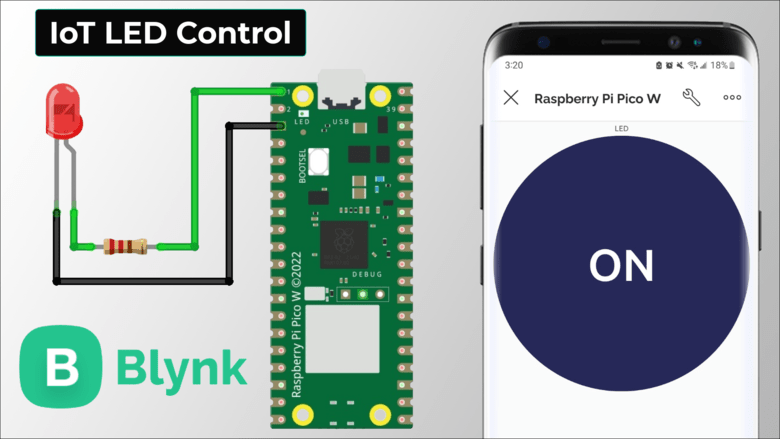 IoT LED Control
1
2
39
LED
USB
BOOTSEL
DEBUG
Raspberry Pi Pico W ©2022
B
Blynk
3:20
18%
Raspberry Pi Pico W
LED
ON